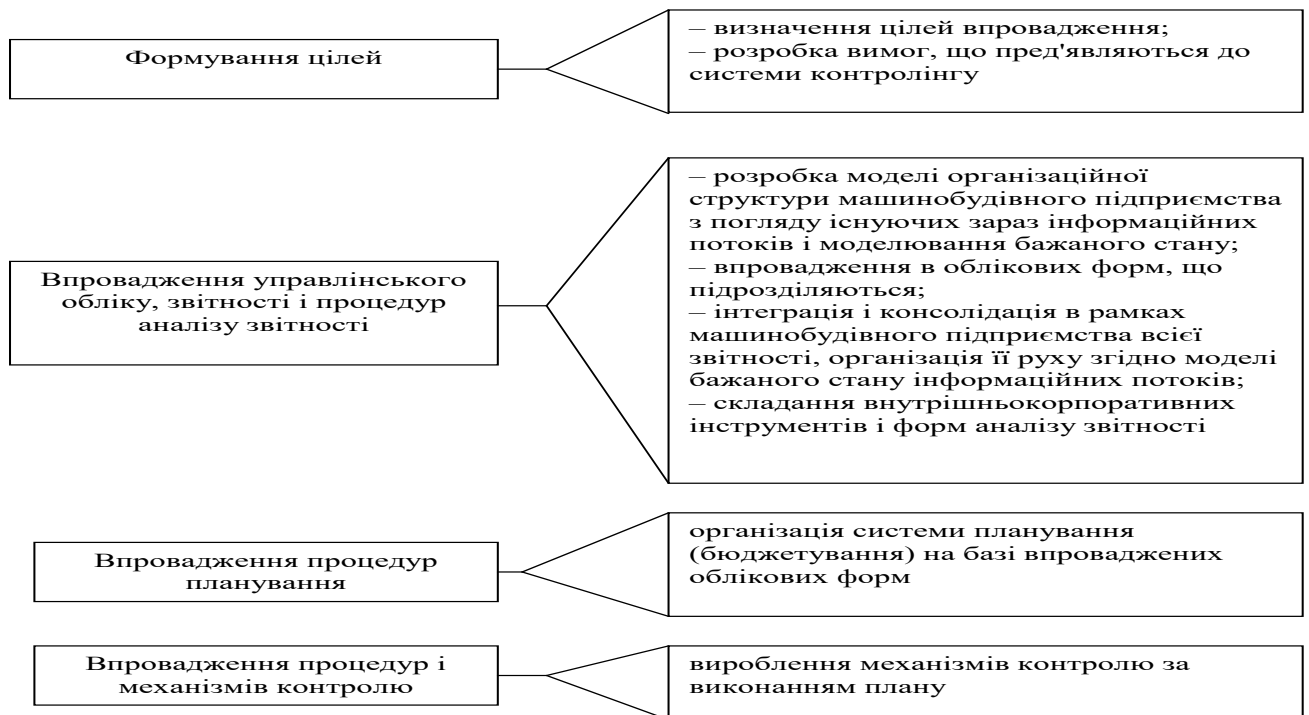 Формування цілей
– визначення цілей впровадження;
– розробка вимог, що пред'являються до
системи контролінгу
Впровадження управлінського
обліку, звітності і процедур
аналізу звітності
– розробка моделі організаційної
структури машинобудівного підприємства
з погляду існуючих зараз інформаційних
потоків і моделювання бажаного стану;
– впровадження в облікових форм, що
підрозділяються;
– інтеграція і консолідація в рамках
машинобудівного підприємства всієї
звітності, організація її руху згідно моделі
бажаного стану інформаційних потоків;
– складання внутрішньокорпоративних
інструментів і форм аналізу звітності
Впровадження процедур
планування
організація системи планування
(бюджетування) на базі впроваджених
облікових форм
Впровадження процедур і
механізмів контролю
вироблення механізмів контролю за
виконанням плану